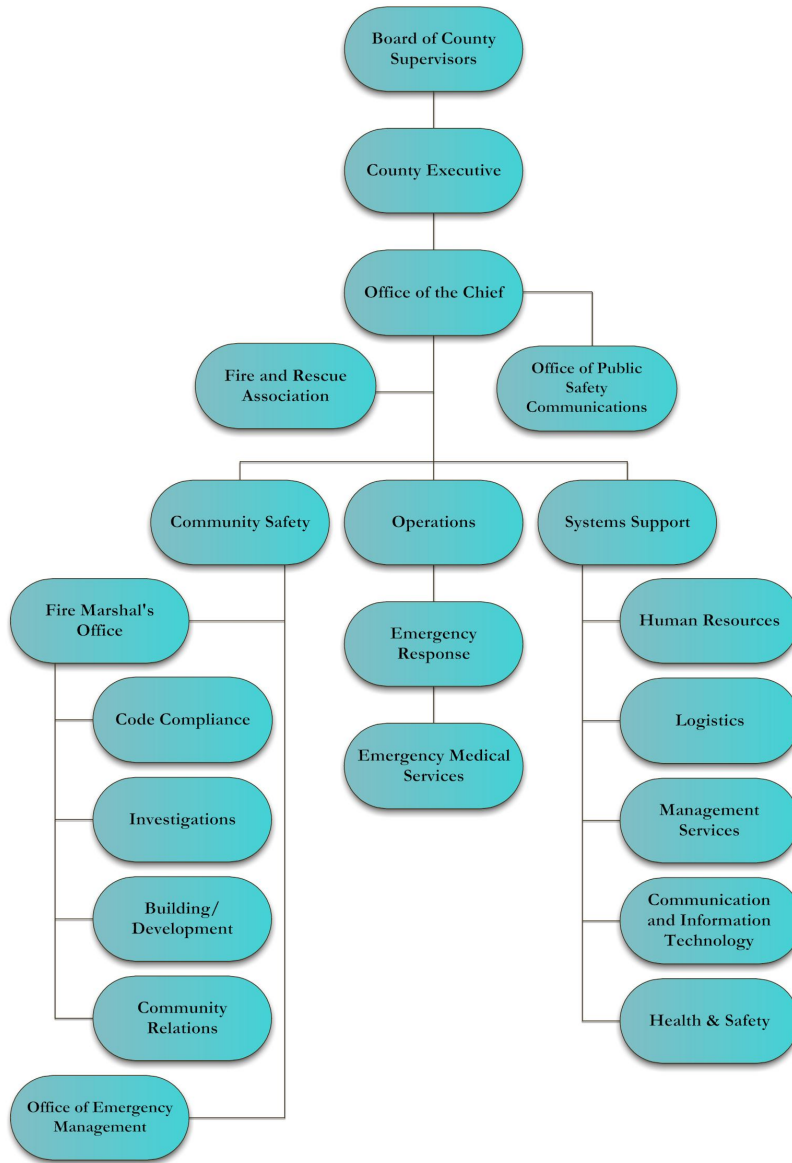 Board of County
Supervisors
County Executive
Office of the Chief
Fire and Rescue
Association
Office of Public
Safety
Communications
Community Safety
Operations
Systems Support
Fire Marshal's
Office
Emergency
Response
Human Resources
Code Compliance
Logistics
Emergency Medical
Services
Investigations
Management
Services
Building/
Development
Communication
and Information
Technology
Community
Relations
Health & Safety
Office of Emergency
Management